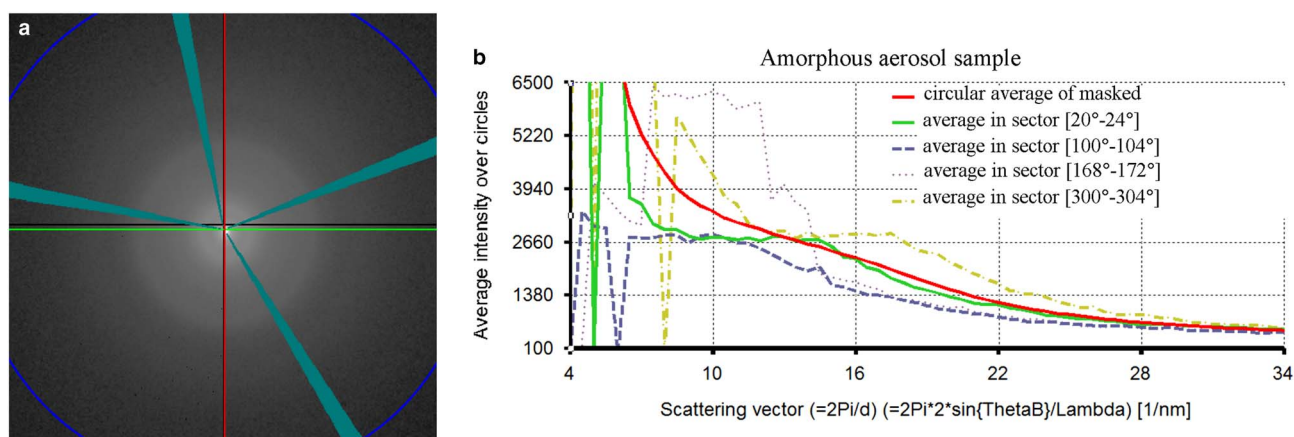 a
b
Amorphous aerosol sample
Average intensity over circles
6500
5220
3940
2660
1380
100
circular average of masked
average in sector [20°-24°]
average in sector [100°-104°]
average in sector [168°-172°]
average in sector [300°-304°]
4 10 16 22 28 34
Scattering vector (=2Pi/d) (=2Pi*2*sin{ThetaB}/Lambda) [1/nm]